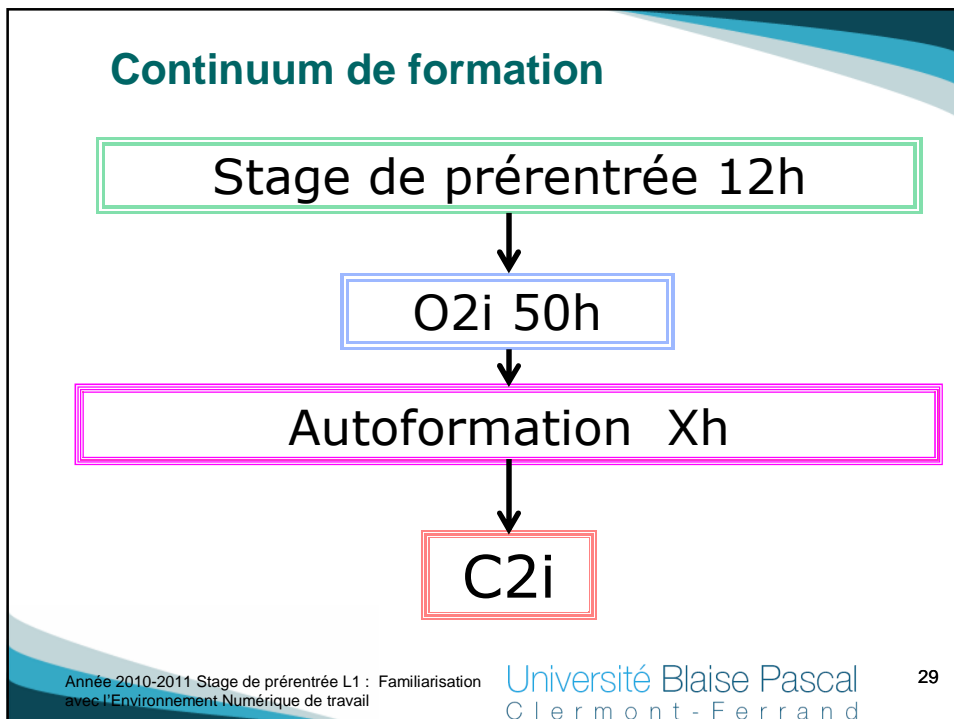 Continuum de formation
Stage de prérentrée 12h
O2i 50h
Autoformation Xh
C2i
Année 2010-2011 Stage de prérentrée L1 : Familiarisation
avec l'Environnement Numérique de travail
Université Blaise Pascal
Clermont-Ferrand
29